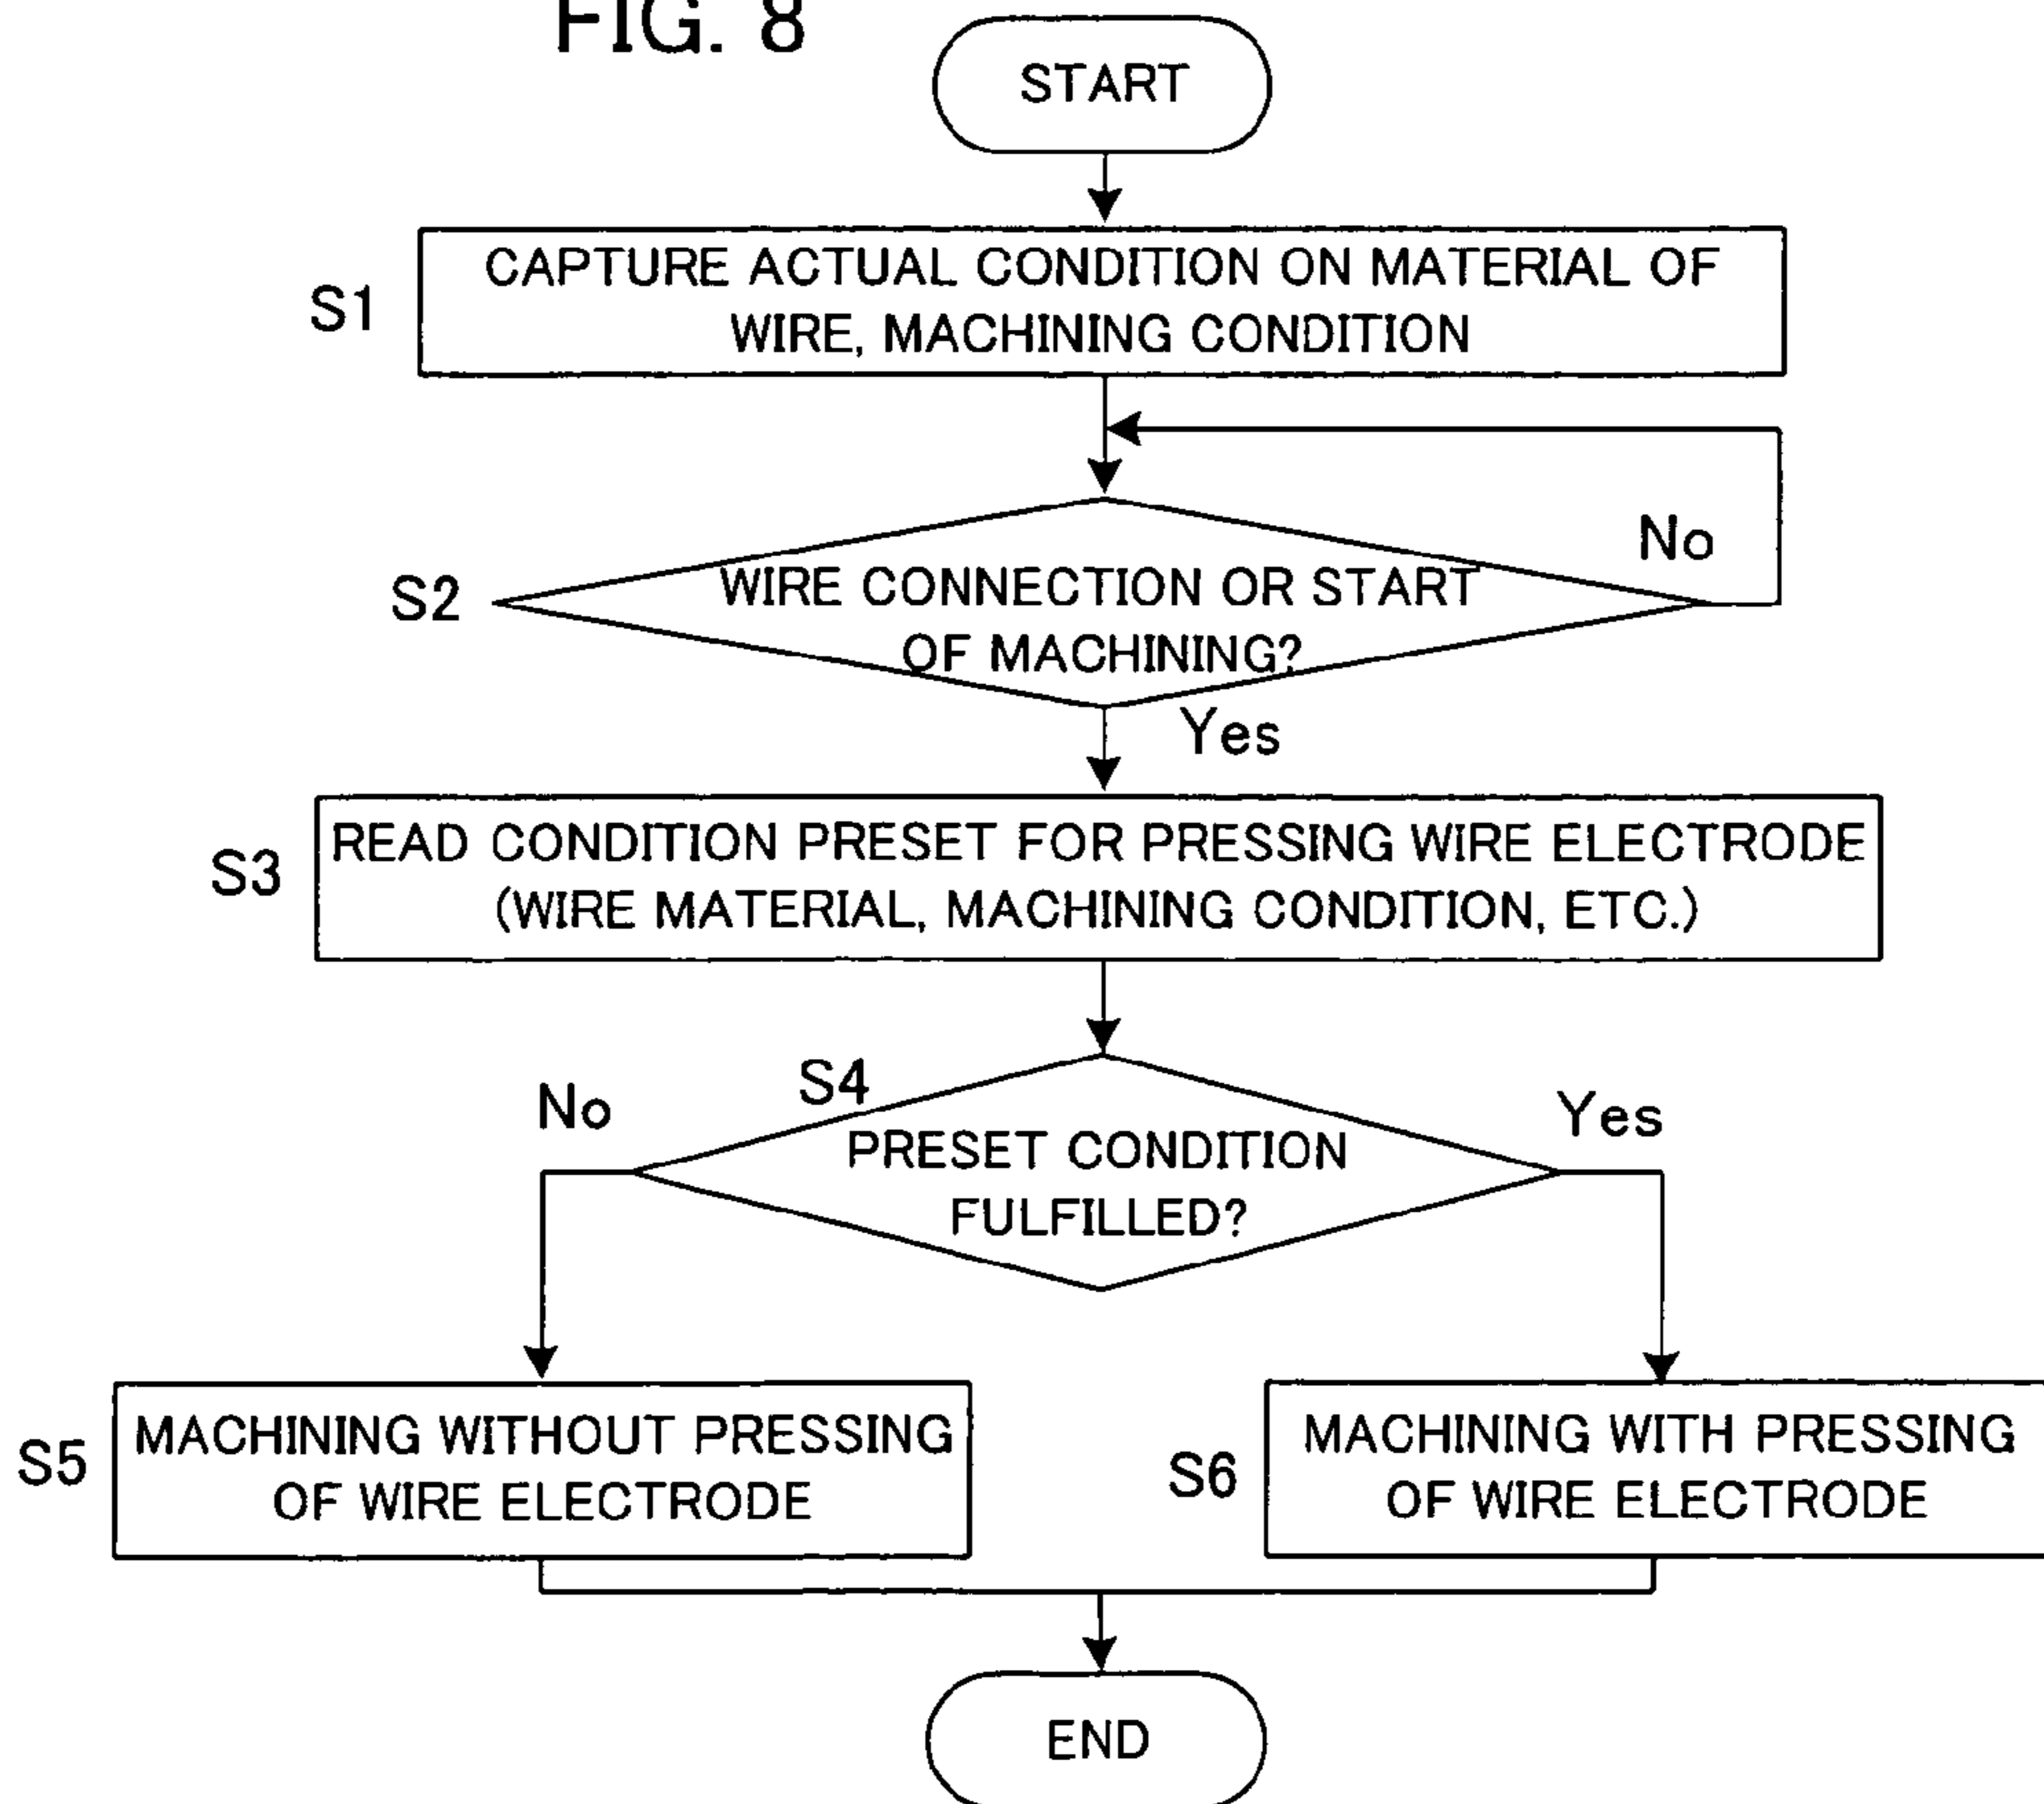 FIG. 8
START
S1
CAPTURE ACTUAL CONDITION ON MATERIAL OF
WIRE, MACHINING CONDITION
No
S2
WIRE CONNECTION OR START
OF MACHINING?
Yes
S3
READ CONDITION PRESET FOR PRESSING WIRE ELECTRODE
(WIRE MATERIAL, MACHINING CONDITION, ETC.)
S4
No
Yes
PRESET CONDITION
FULFILLED?
S5
MACHINING WITHOUT PRESSING
OF WIRE ELECTRODE
S6
MACHINING WITH PRESSING
OF WIRE ELECTRODE
END